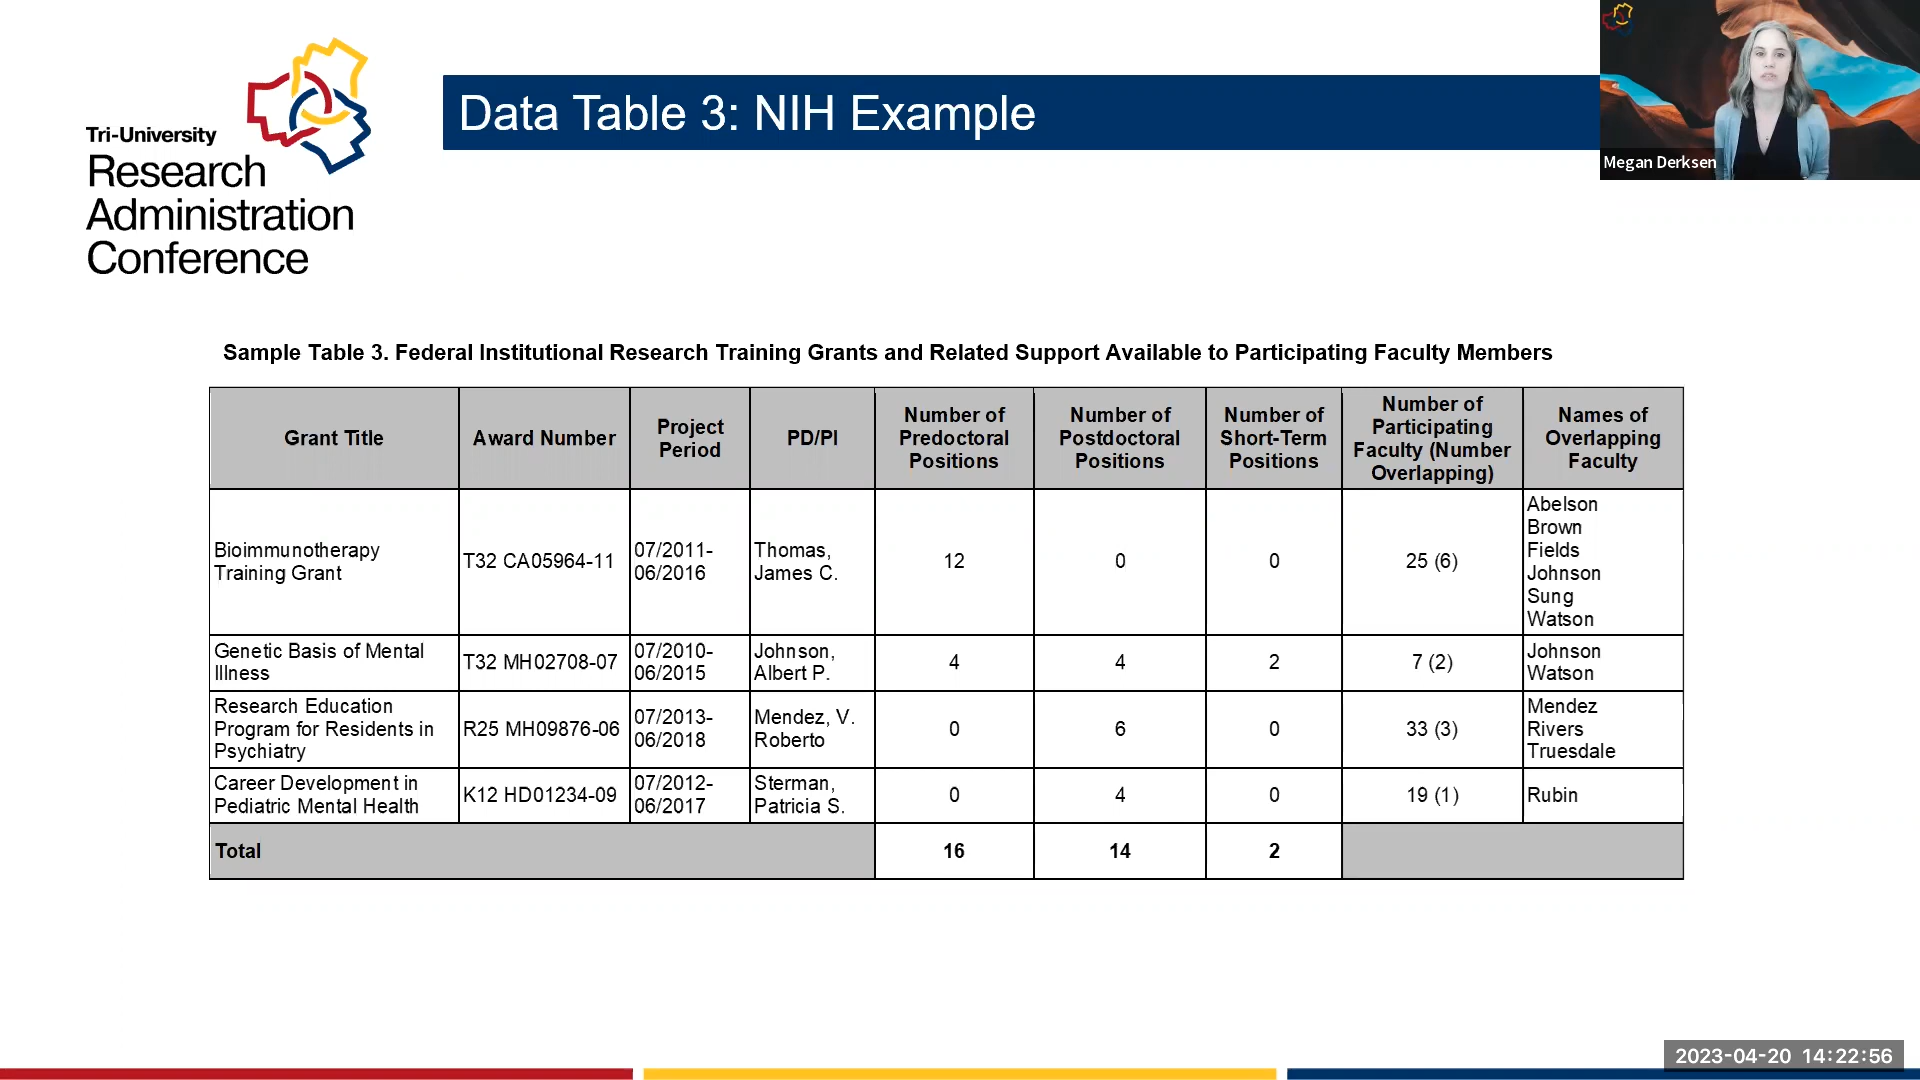 Tri-University
Research
Administration
Conference
Data Table 3: NIH Example
Megan Derksen
Sample Table 3. Federal Institutional Research Training Grants and Related Support Available to Participating Faculty Members
Grant Title
Award Number
Project
Period
PD/PI
Number of
Predoctoral
Positions
Number of
Postdoctoral
Positions
Number of
Short-Term
Positions
Number of
Participating
Faculty (Number
Overlapping)
Names of
Overlapping
Faculty
Bioimmunotherapy
Training Grant
T32 CA05964-11
07/2011-
06/2016
Thomas,
James C.
12
0
0
25 (6)
Abelson
Brown
Fields
Johnson
Sung
Watson
Genetic Basis of Mental
Illness
T32 MH02708-07
07/2010-
06/2015
Johnson,
Albert P.
4
4
2
7 (2)
Johnson
Watson
Research Education
Program for Residents in
Psychiatry
R25 MH09876-06
07/2013-
06/2018
Mendez, V.
Roberto
0
6
0
33 (3)
Mendez
Rivers
Truesdale
Career Development in
Pediatric Mental Health
K12 HD01234-09
07/2012-
06/2017
Sterman,
Patricia S.
0
4
0
19 (1)
Rubin
Total
16
14
2
2023-04-20 14:22:56